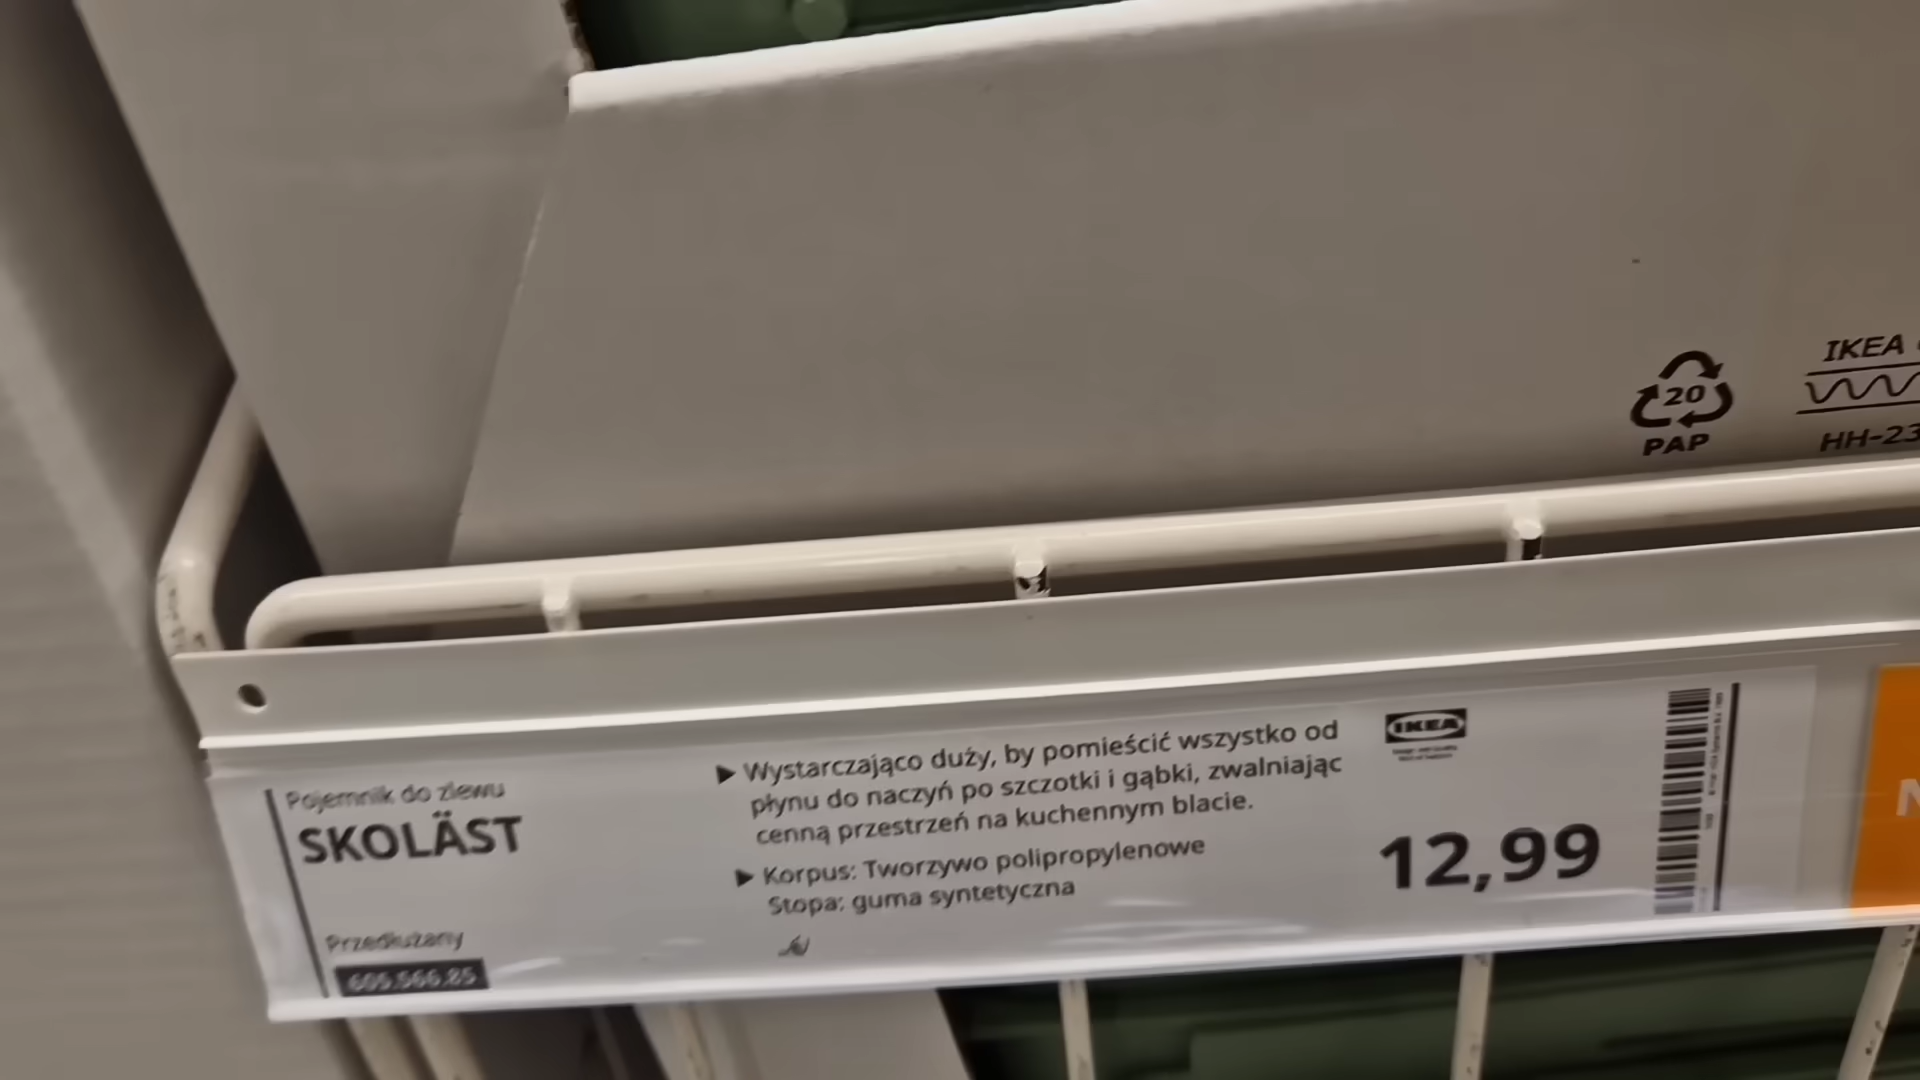 IKEA
20
PAP
HH-23
Pojemnik do zlewu
SKOLÄST
Przedłużany
605.566.85
▶ Wystarczająco duży, by pomieścić wszystko od
płynu do naczyń po szczotki i gąbki, zwalniając
cenną przestrzeń na kuchennym blacie.
▶ Korpus: Tworzywo polipropylenowe
Stopa: guma syntetyczna
IKEA
12,99
N